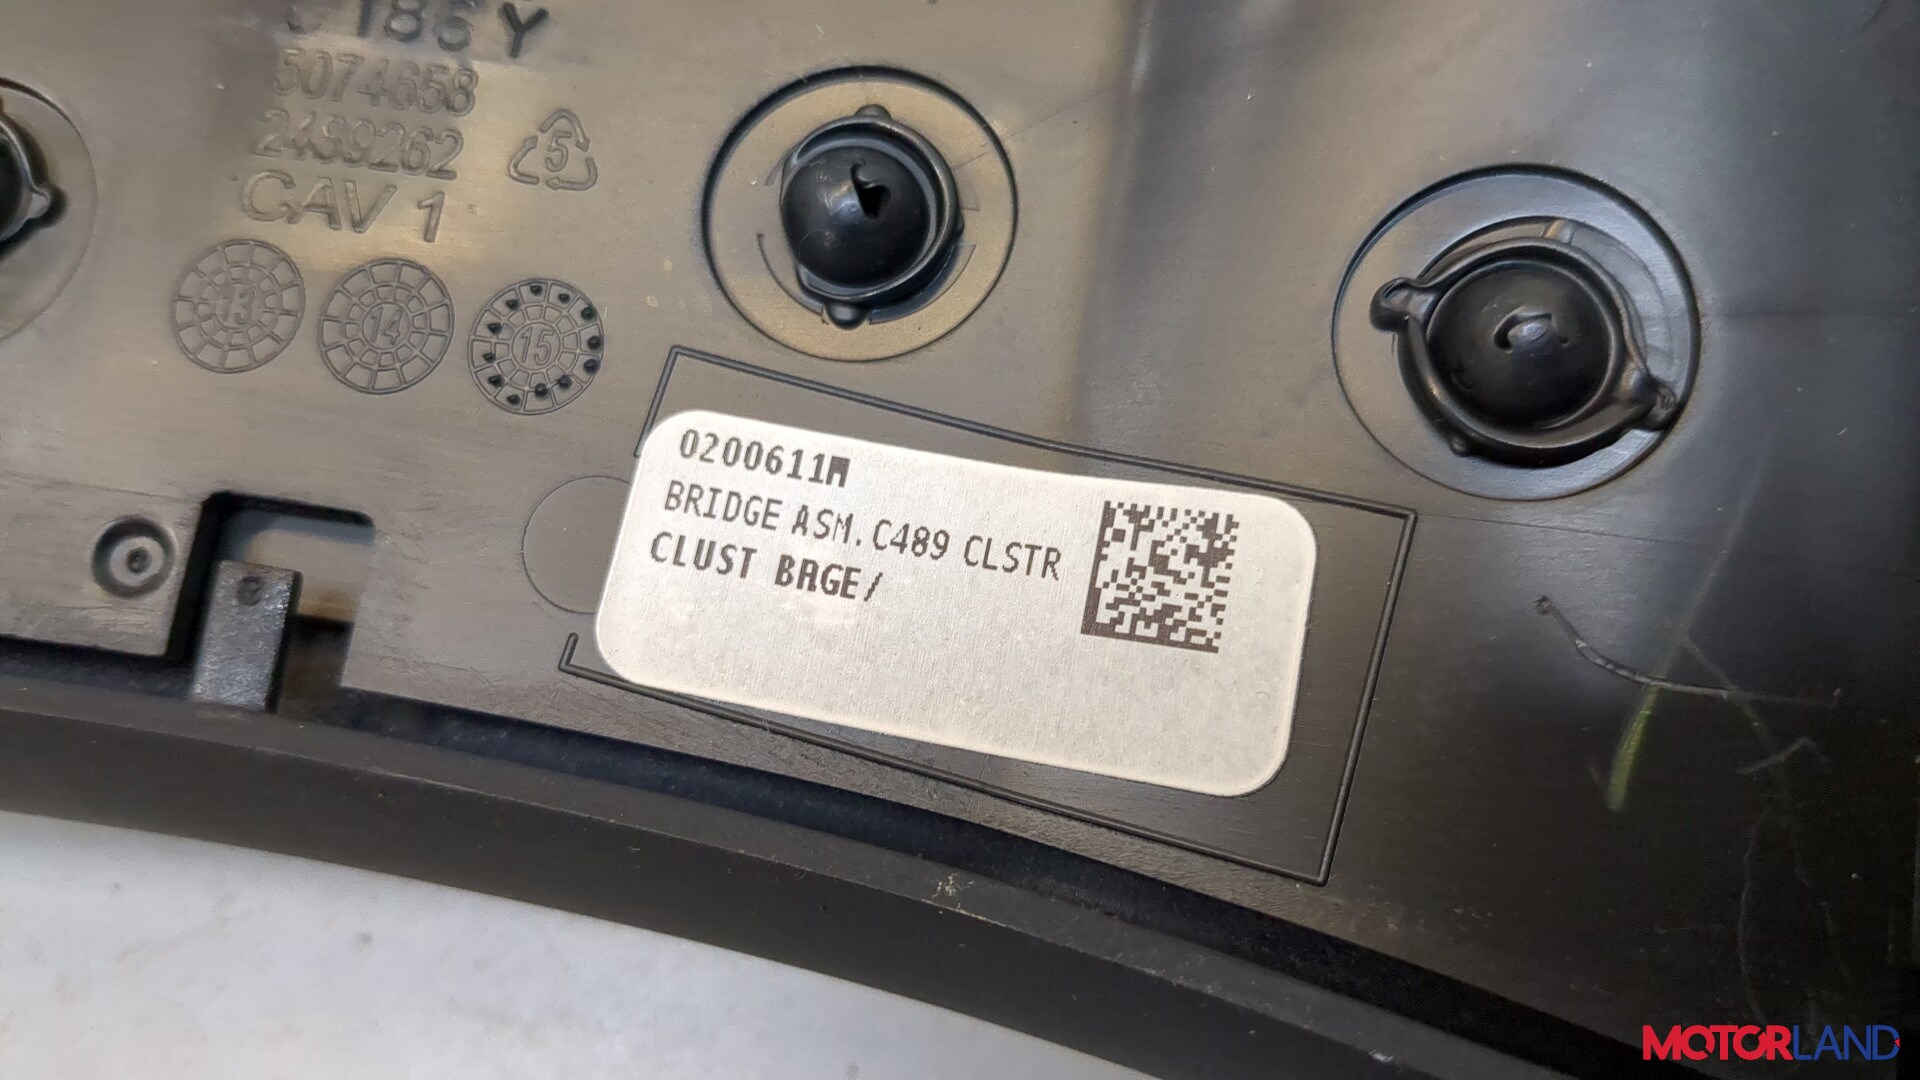 5074658
2499262
CAV 1
5
13
14
15
0200611M
BRIDGE ASM. C489 CLSTR
CLUST BRGE/
MOTORLAND